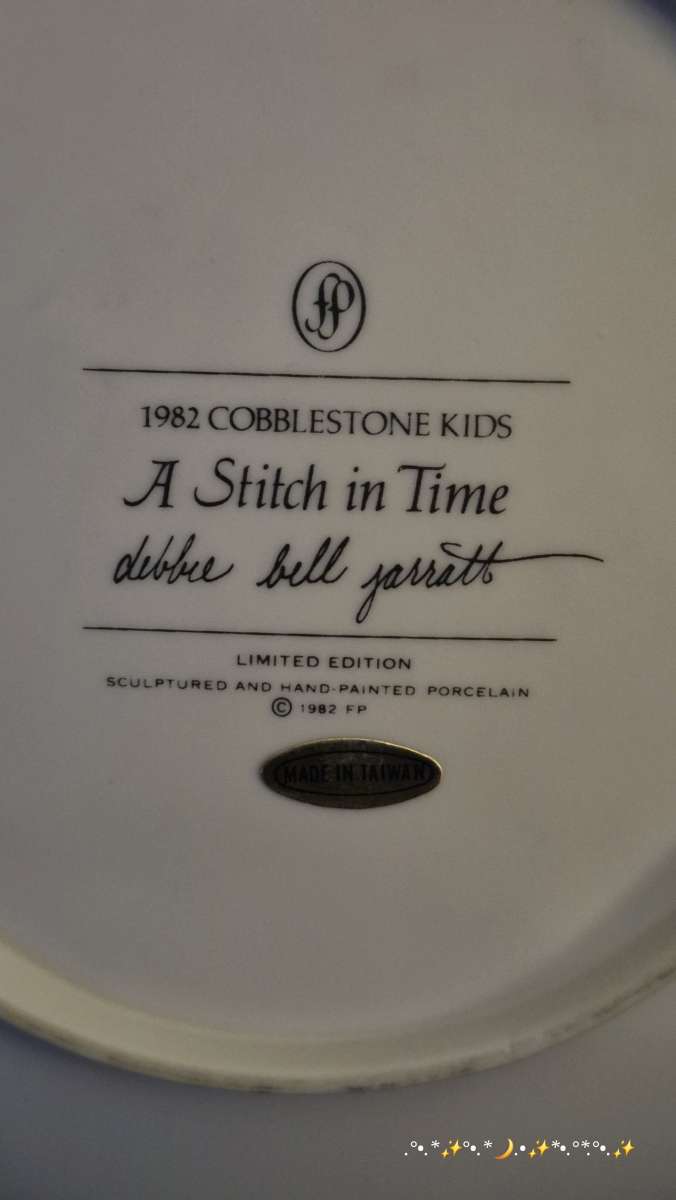 fp
1982 COBBLESTONE KIDS
A Stitch in Time
debbie bell jarratt
LIMITED EDITION
SCULPTURED AND HAND-PAINTED PORCELAIN
© 1982 FP
MADE IN TAIWAN